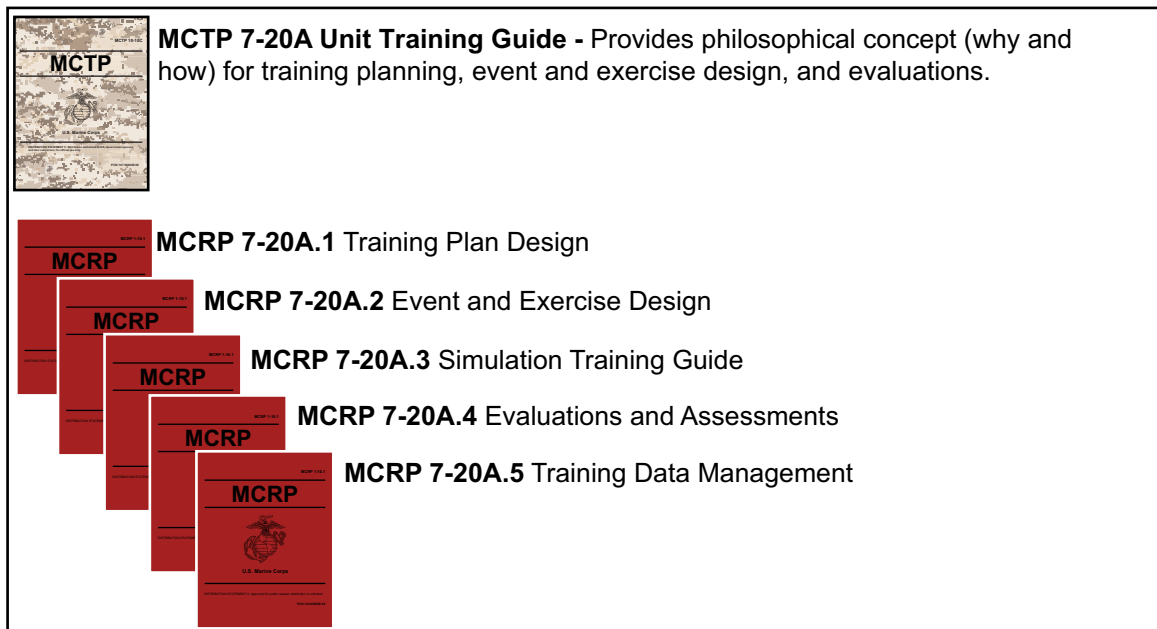 MCTP 7-20A Unit Training Guide - Provides philosophical concept (why and
how) for training planning, event and exercise design, and evaluations.
MCTP 10-10C
MCTP
U.S. Marine Corps
MCRP 7-20A.1 Training Plan Design
MCRP
MCRP 7-20A.2 Event and Exercise Design
MCRP
MCRP 7-20A.3 Simulation Training Guide
MCRP
MCRP 7-20A.4 Evaluations and Assessments
MCRP
MCRP 7-20A.5 Training Data Management
MCRP
U.S. Marine Corps